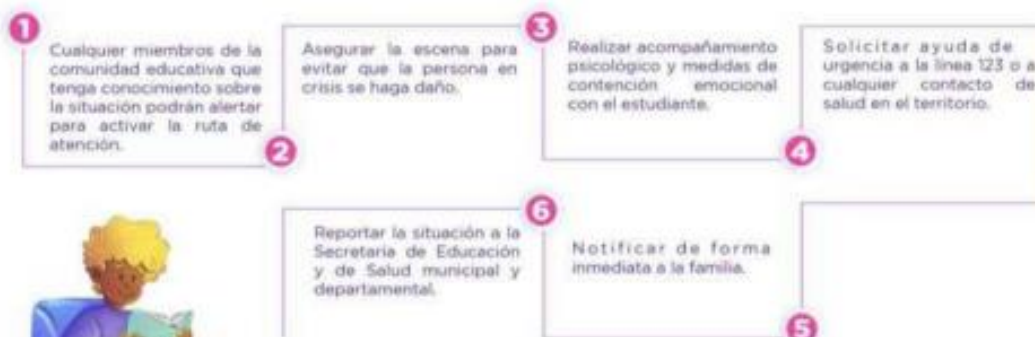 1
Cualquier miembros de la
comunidad educativa que
tenga conocimiento sobre
la situación podrán alertar
para activar la ruta de
atención.
2
Asegurar la escena para
evitar que la persona en
crisis se haga daño.
3
Realizar acompañamiento
psicológico y medidas de
contención emocional
con el estudiante.
4
Solicitar ayuda de
urgencia a la línea 123 o a
cualquier contacto de
salud en el territorio.
5
Notificar de forma
inmediata a la familia.
6
Reportar la situación a la
Secretaria de Educación
y de Salud municipal y
departamental.